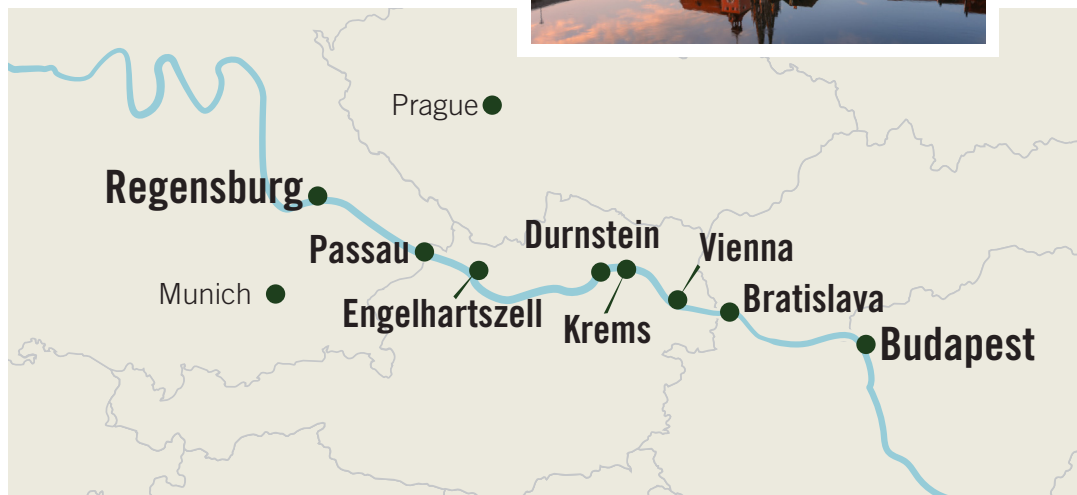 Prague
Regensburg
Passau
Durnstein
Vienna
Munich
Engelhartszell
Krems
Bratislava
Budapest